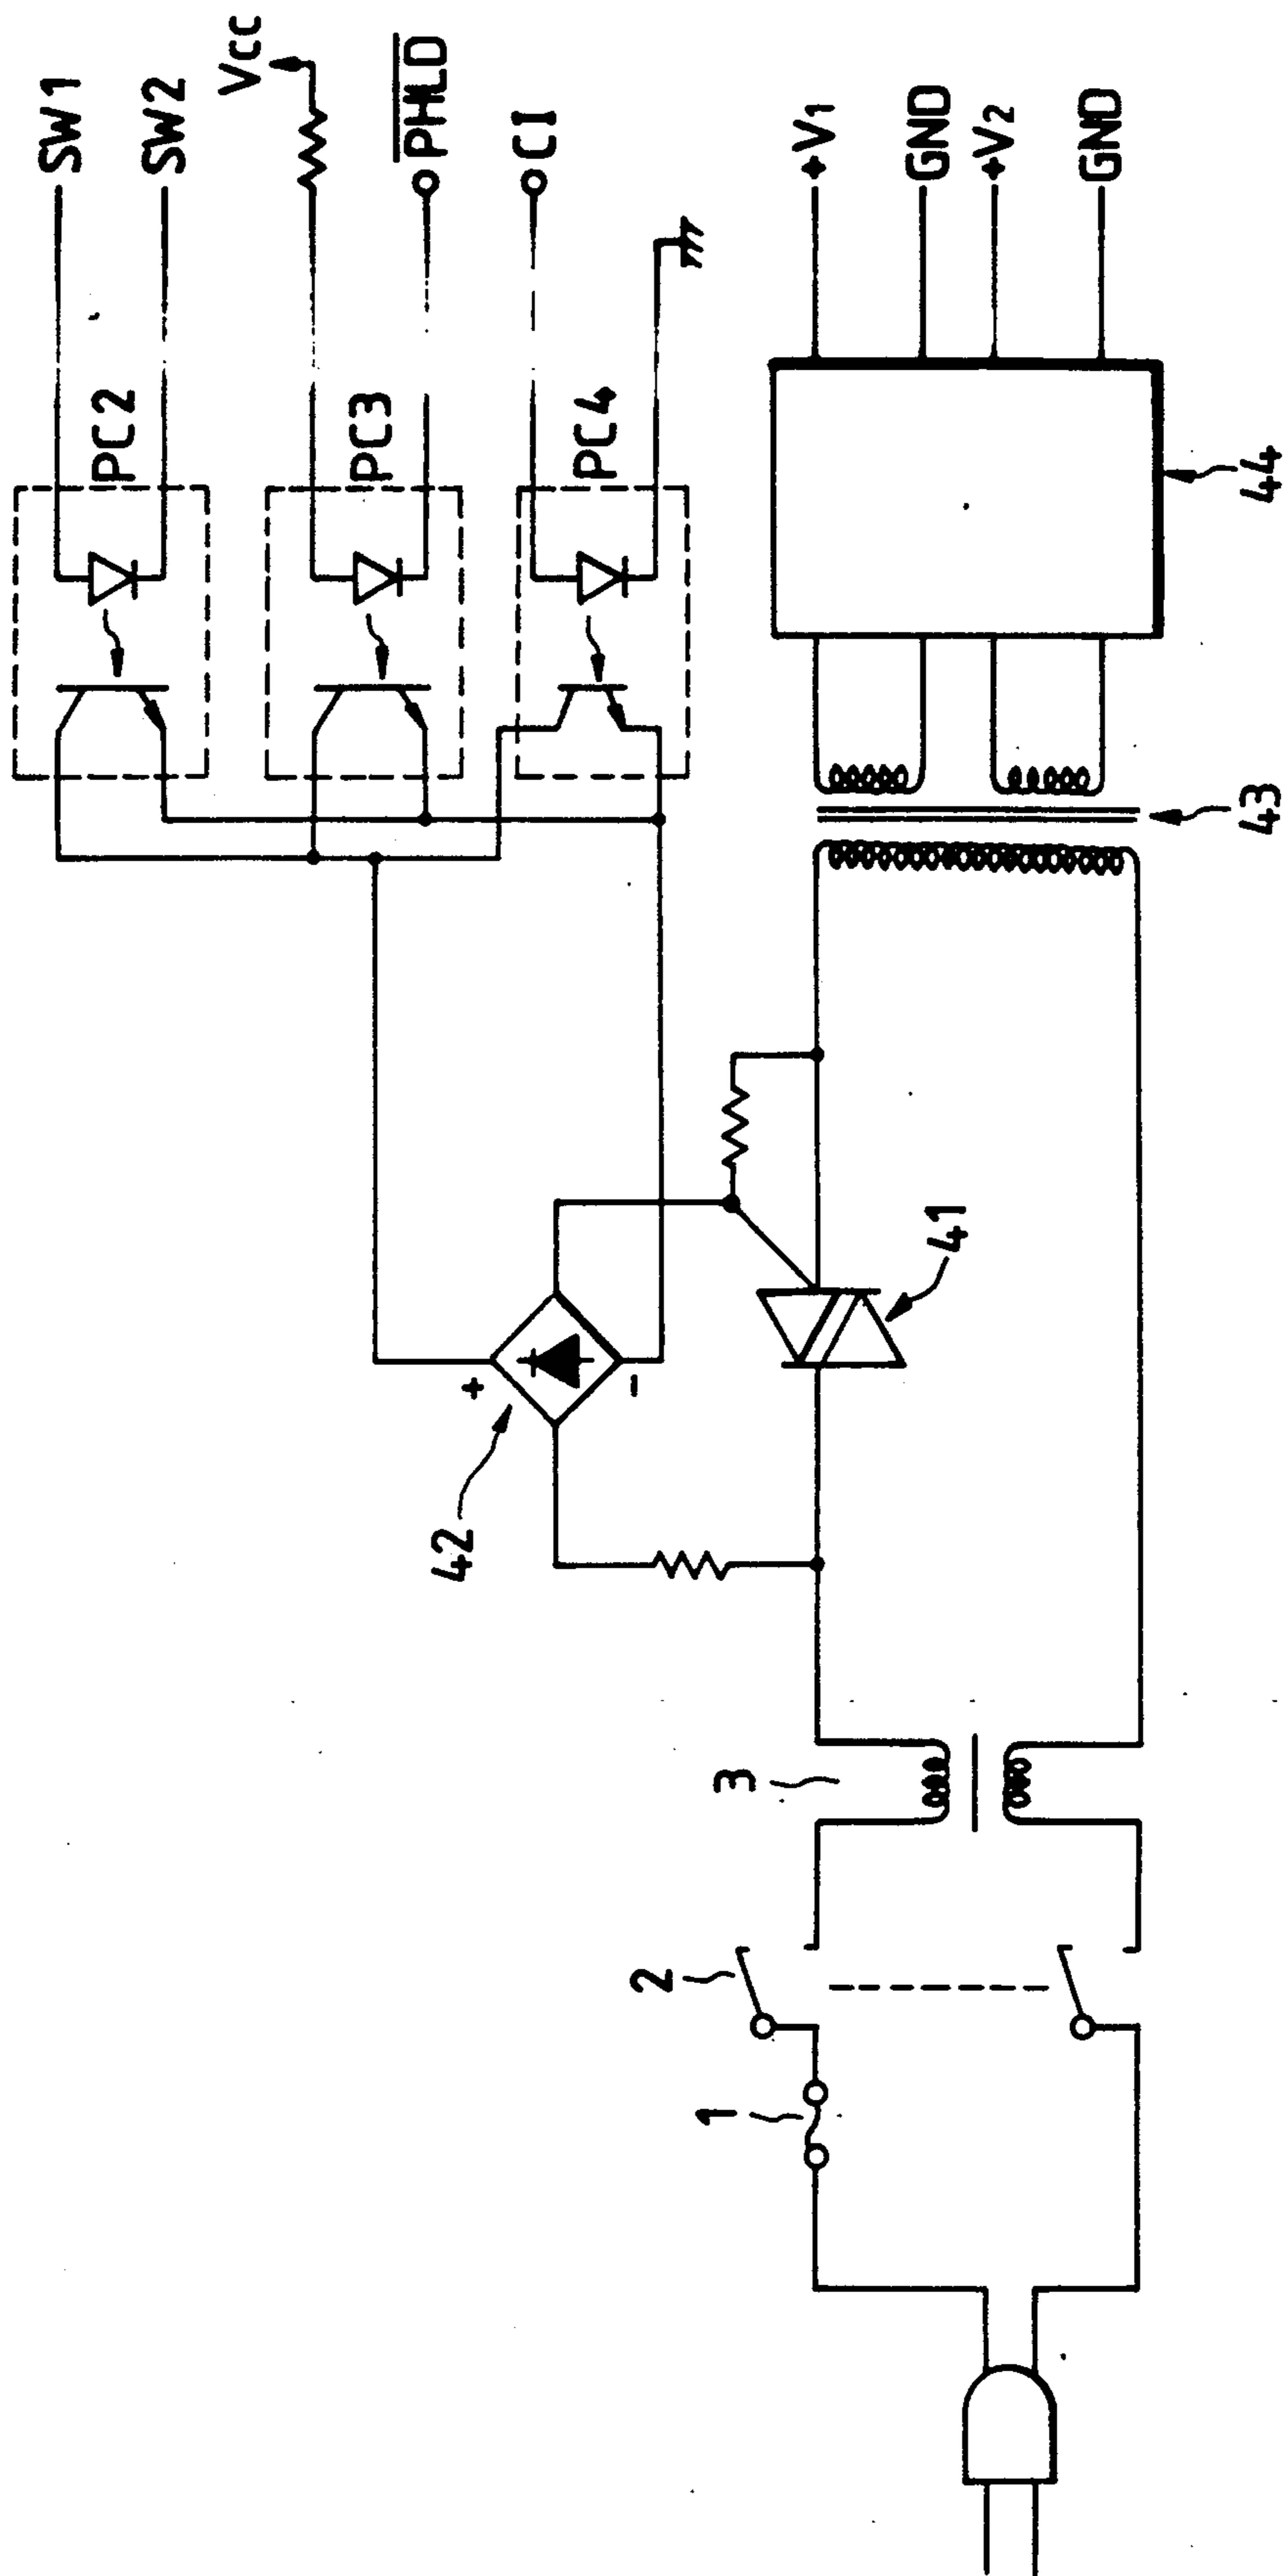 SW1
SW2
Vcc
PHLD
CI
PC2
PC3
PC4
+V1
GND
+V2
GND
44
43
41
42
+
-
3
2
1